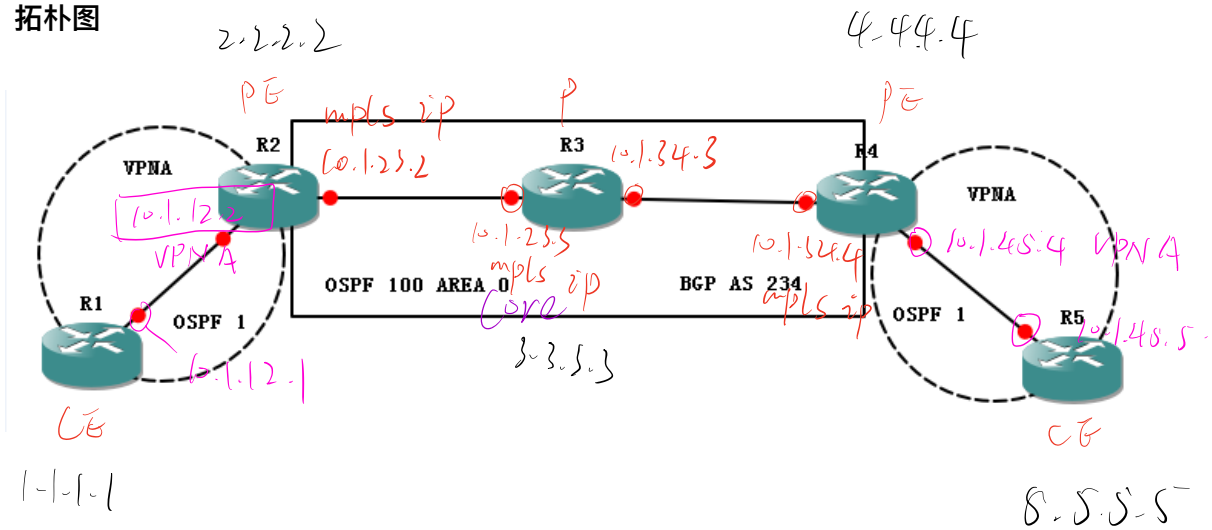 拓扑图
2.2.2.2
4.4.4.4
PE
P
PE
mpls ip
R2
R3
R4
10.1.23.2
10.1.34.3
VPNA
VPNA
10.1.12.2
VPNA
10.1.23.3
mpls ip
10.1.34.4
mpls ip
10.1.45.4 VPNA
OSPF 100 AREA 0
BGP AS 234
Core
R1
OSPF 1
OSPF 1
R5
10.1.45.5
10.1.12.1
3.3.3.3
CE
CE
1.1.1.1
5.5.5.5